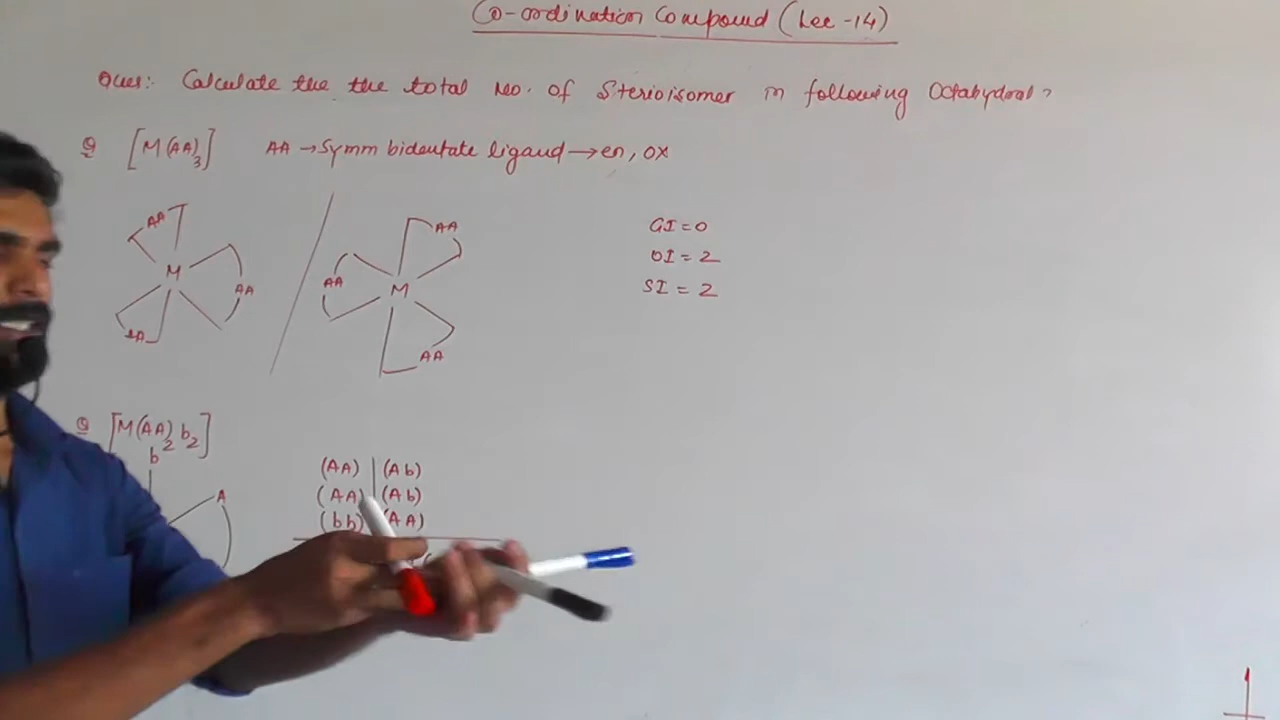 Co-ordination Compound (Lec-14)
Ques:. Calculate the the total No. of Sterioisomer in following Octahydral?
Q [M(AA)3] AA → Symm bidentate ligand → en, ox
AA
AA
M
AA
AA
AA
M
AA
GI = 0
OI = 2
SI = 2
Q [M(AA)2 b2]
b
A
(AA) | (Ab)
(AA) | (Ab)
(bb) | (AA)